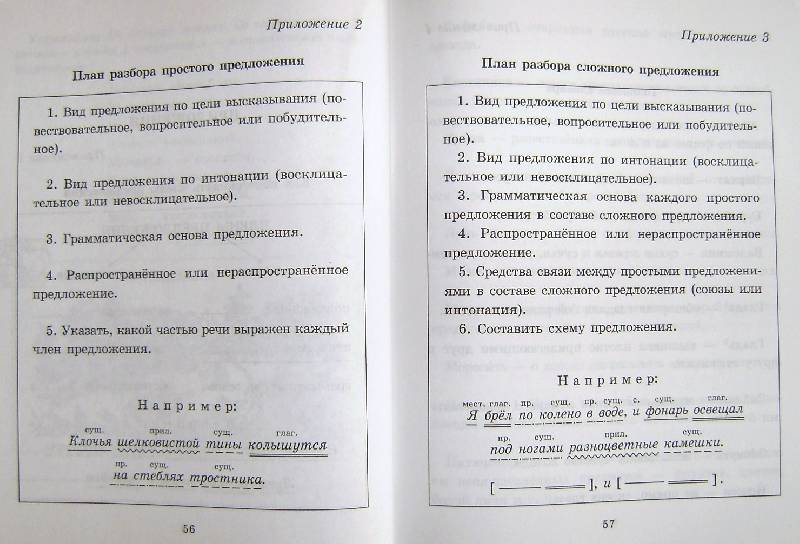 Приложение 2
План разбора простого предложения
1. Вид предложения по цели высказывания (по-
вествовательное, вопросительное или побудитель-
ное).
2. Вид предложения по интонации (восклица-
тельное или невосклицательное).
3. Грамматическая основа предложения.
4. Распространённое или нераспространённое
предложение.
5. Указать, какой частью речи выражен каждый
член предложения.
Например:
сущ. прил. сущ. глаг.
Клочья шелковистой тины колышутся
пр. сущ. сущ.
на стеблях тростника.
56
Приложение 3
План разбора сложного предложения
1. Вид предложения по цели высказывания (по-
вествовательное, вопросительное или побудитель-
ное).
2. Вид предложения по интонации (восклица-
тельное или невосклицательное).
3. Грамматическая основа каждого простого
предложения в составе сложного предложения.
4. Распространённое или нераспространённое
предложение.
5. Средства связи между простыми предложени-
ями в составе сложного предложения (союзы или
интонация).
6. Составить схему предложения.
Например:
мест. глаг. пр. сущ. пр. сущ. с. сущ. глаг.
Я брёл по колено в воде, и фонарь освещал
пр. сущ. прил. сущ.
под ногами разноцветные камешки.
[ ], и [ ].
57